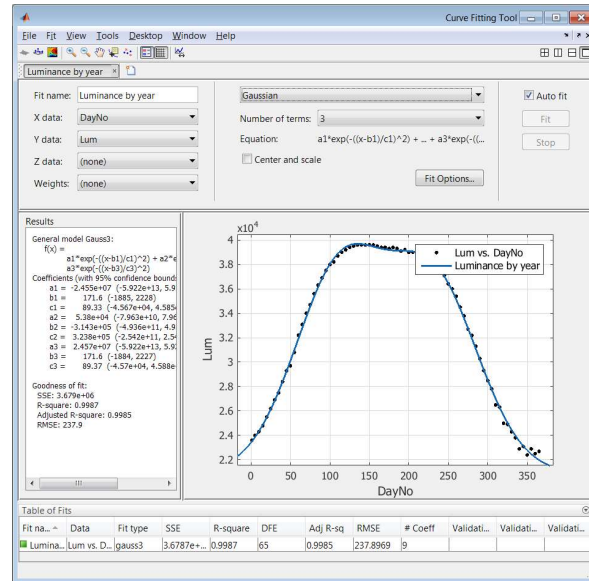 Curve Fitting Tool
File Fit View Tools Desktop Window Help
Luminance by year
Fit name: Luminance by year
X data: DayNo
Y data: Lum
Z data: (none)
Weights: (none)
Gaussian
Number of terms: 3
Equation: a1*exp(-((x-b1)/c1)^2) + ... + a3*exp(-((...
Center and scale
Fit Options...
Auto fit
Fit
Stop
Results
General model Gauss3:
f(x) =
a1*exp(-((x-b1)/c1)^2) + a2*e
a3*exp(-((x-b3)/c3)^2)
Coefficients (with 95% confidence bounds
a1 = -2.455e+07 (-5.922e+13, 5.9
b1 = 171.6 (-1885, 2228)
c1 = 89.33 (-4.567e+04, 4.585
a2 = 5.38e+04 (-7.963e+10, 7.96
b2 = -3.143e+05 (-4.936e+11, 4.9
c2 = 3.238e+05 (-2.542e+11, 2.5
a3 = 2.457e+07 (-5.922e+13, 5.9
b3 = 171.6 (-1884, 2227)
c3 = 89.37 (-4.57e+04, 4.588e
Goodness of fit:
SSE: 3.679e+06
R-square: 0.9987
Adjusted R-square: 0.9985
RMSE: 237.9
x10⁴
4
3.8
3.6
3.4
3.2
3
2.8
2.6
2.4
2.2
Lum
Lum vs. DayNo
Luminance by year
0 50 100 150 200 250 300 350
DayNo
Table of Fits
Fit na... Data Fit type SSE R-square DFE Adj R-sq RMSE # Coeff Validati... Validati... Validati...
Lumina... Lum vs. D... gauss3 3.6787e+... 0.9987 65 0.9985 237.8969 9